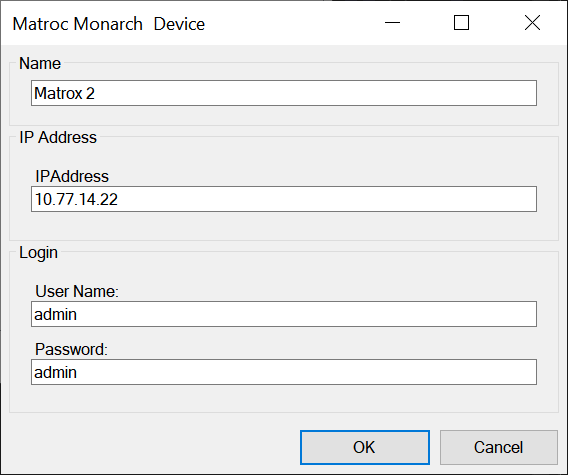 Matroc Monarch  Device
Name
Matrox 2
IP Address
IPAddress
10.77.14.22
Login
User Name:
admin
Password:
admin
OK
Cancel